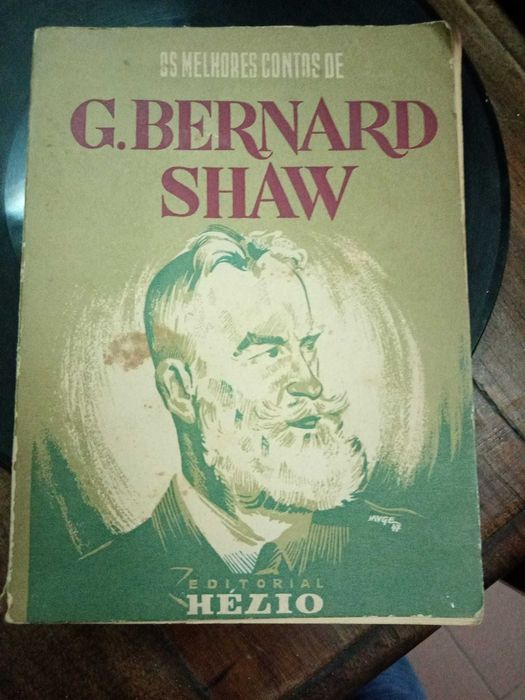 OS MELHORES CONTOS DE
G. BERNARD
SHAW
EDITORIAL
HÉLIO